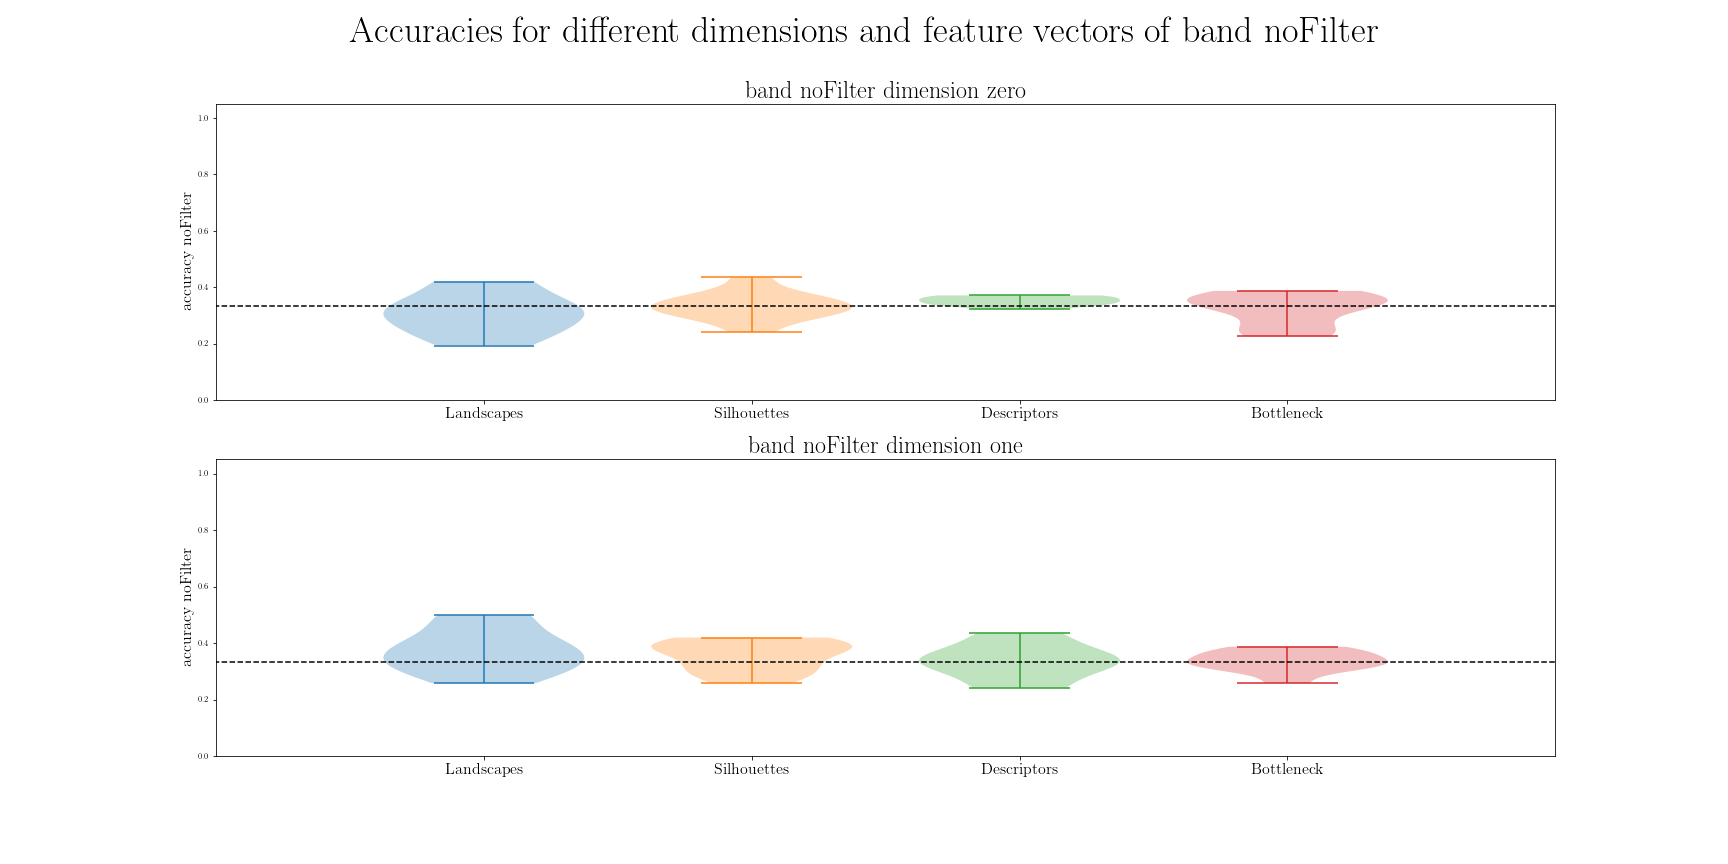 Accuracies for different dimensions and feature vectors of band noFilter
band noFilter dimension zero
1.0
0.8
0.6
0.4
0.2
0.0
accuracy noFilter
Landscapes Silhouettes Descriptors Bottleneck
band noFilter dimension one
1.0
0.8
0.6
0.4
0.2
0.0
accuracy noFilter
Landscapes Silhouettes Descriptors Bottleneck